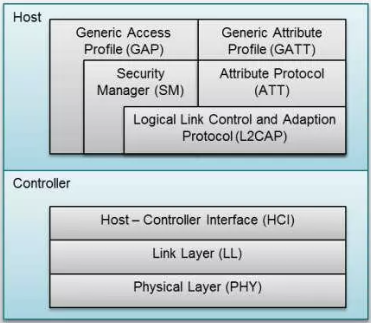 Host
Generic Access
Profile (GAP)
Generic Attribute
Profile (GATT)
Security
Manager (SM)
Attribute Protocol
(ATT)
Logical Link Control and Adaption
Protocol (L2CAP)
Controller
Host – Controller Interface (HCI)
Link Layer (LL)
Physical Layer (PHY)